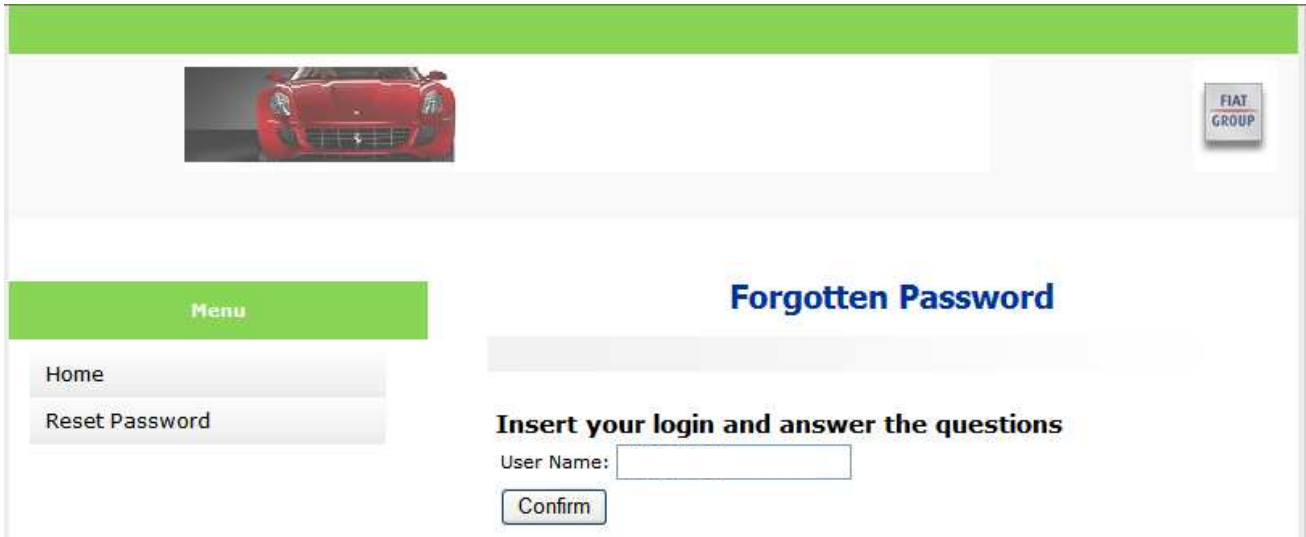 FIAT
GROUP
Menu
Home
Reset Password
Forgotten Password
Insert your login and answer the questions
User Name:
Confirm